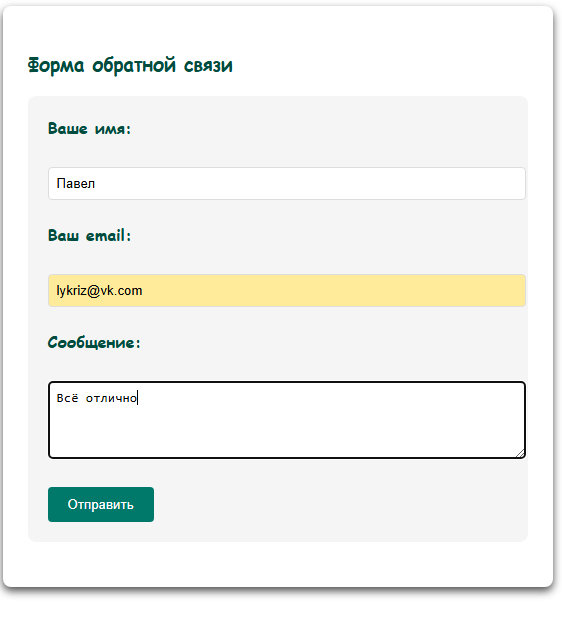 Форма обратной связи
Ваше имя:
Павел
Ваш email:
lykriz@vk.com
Сообщение:
Всё отлично
Отправить